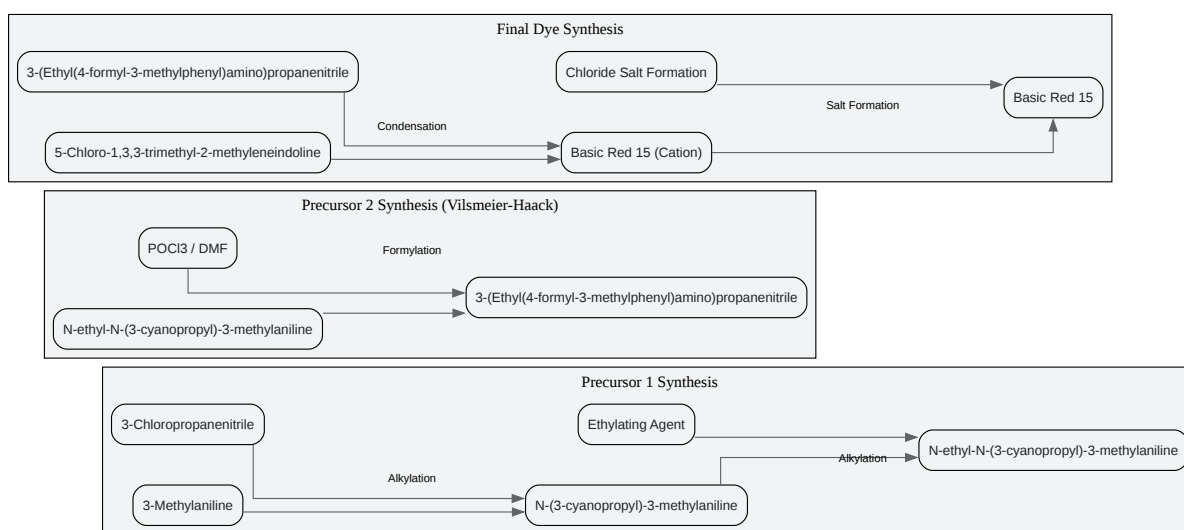 Final Dye Synthesis
3-(Ethyl(4-formyl-3-methylphenyl)amino)propanenitrile
Chloride Salt Formation
Basic Red 15
Salt Formation
Condensation
5-Chloro-1,3,3-trimethyl-2-methyleneindoline
Basic Red 15 (Cation)
Precursor 2 Synthesis (Vilsmeier-Haack)
POCl3 / DMF
Formylation
3-(Ethyl(4-formyl-3-methylphenyl)amino)propanenitrile
N-ethyl-N-(3-cyanopropyl)-3-methylaniline
Precursor 1 Synthesis
3-Chloropropanenitrile
Ethylating Agent
N-ethyl-N-(3-cyanopropyl)-3-methylaniline
Alkylation
Alkylation
3-Methylaniline
N-(3-cyanopropyl)-3-methylaniline